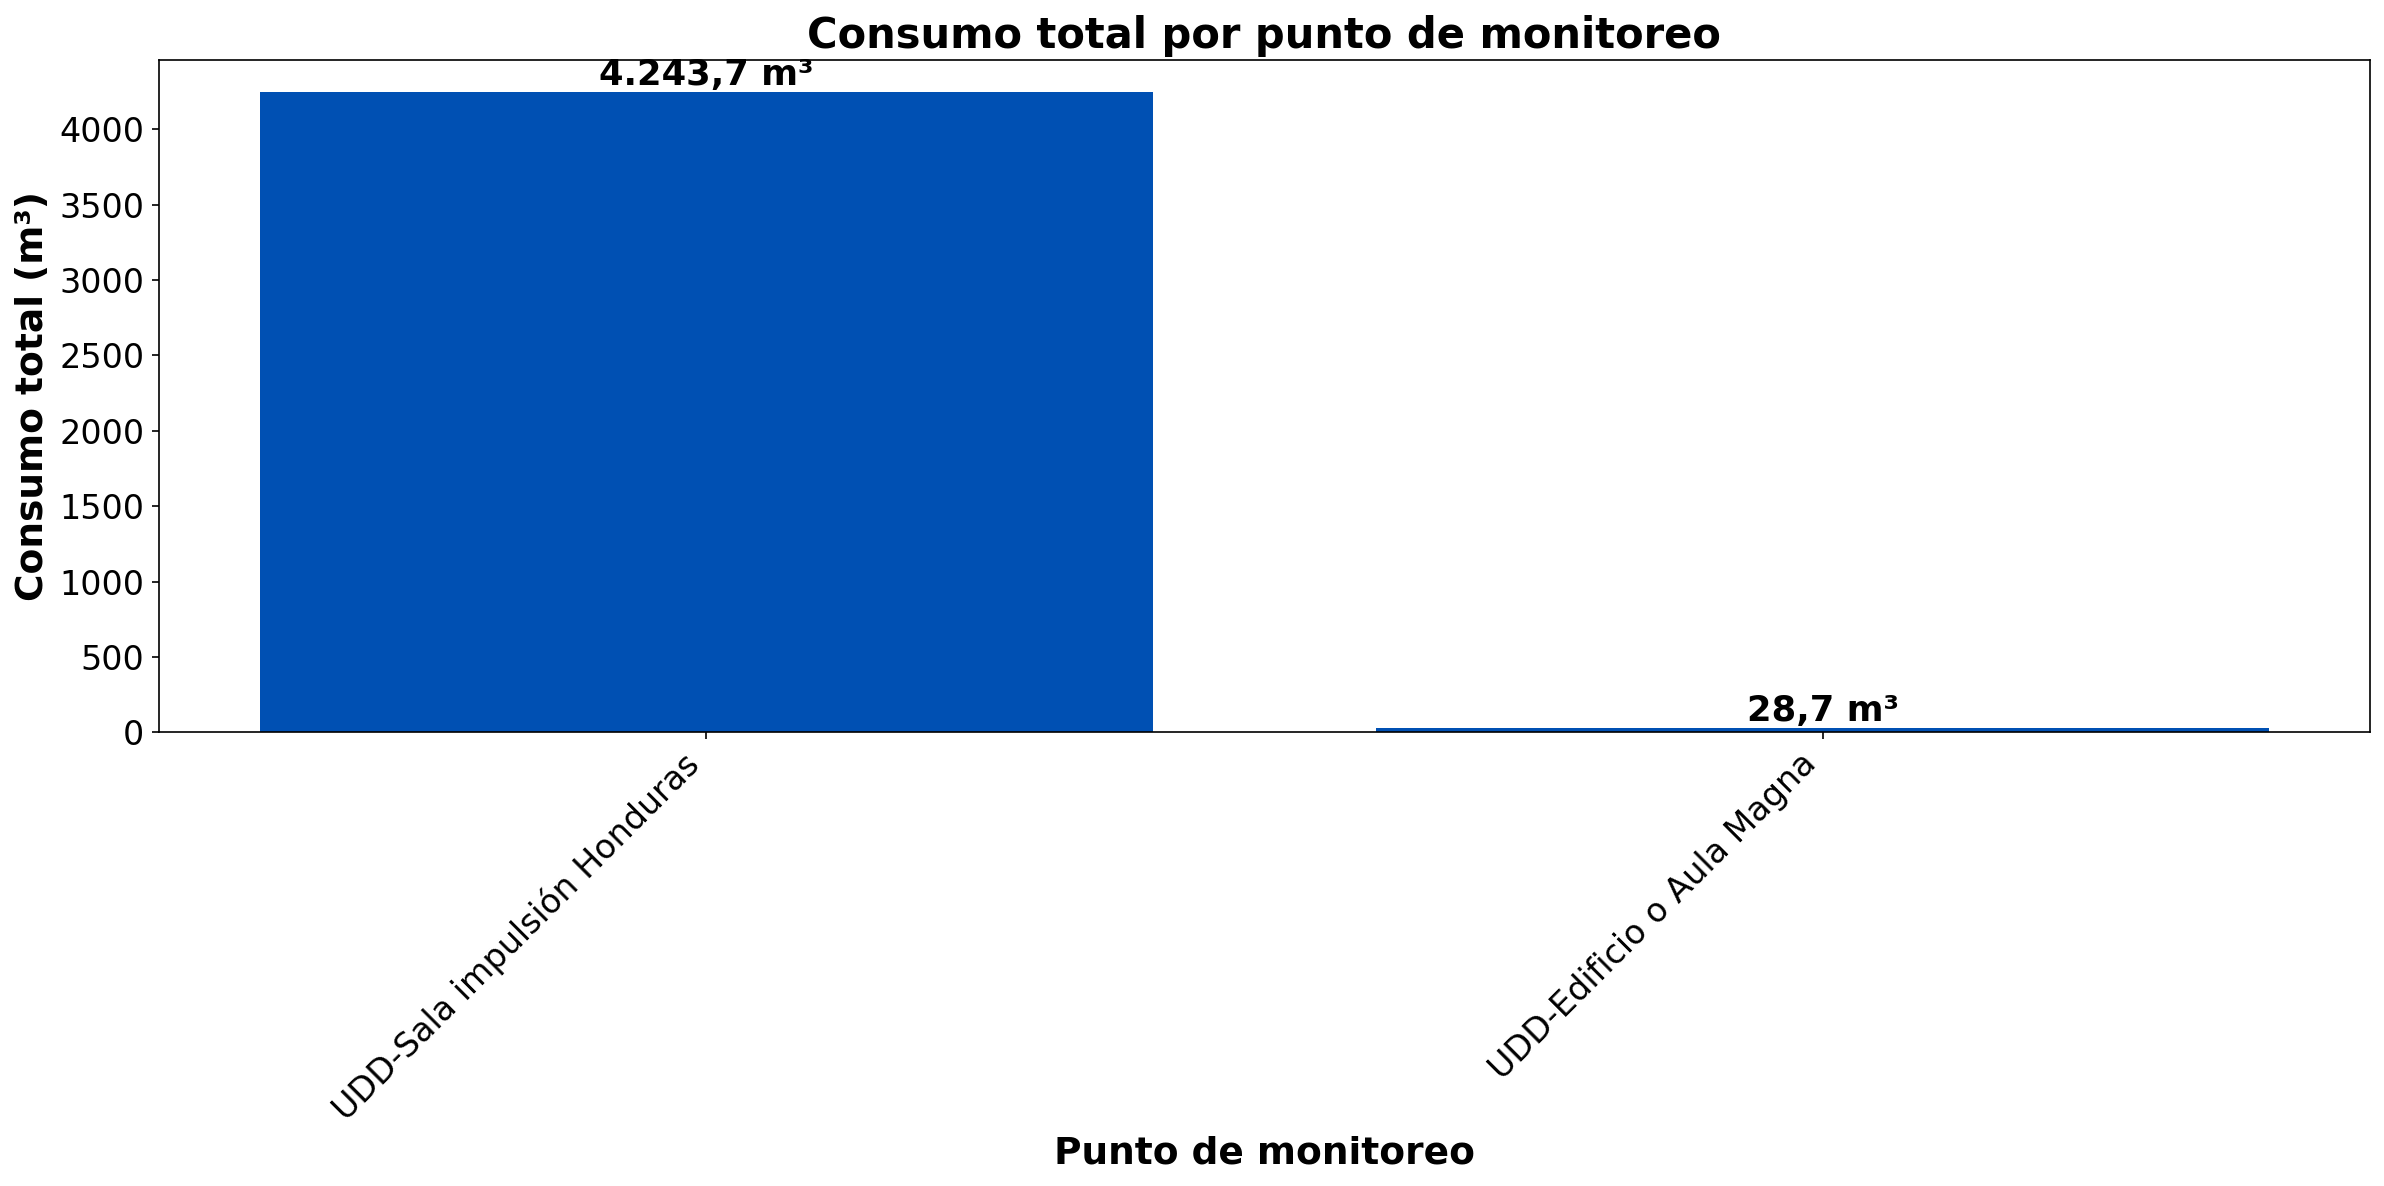 Consumo total por punto de monitoreo
4.243,7 m³
28,7 m³
Consumo total (m³)
4000
3500
3000
2500
2000
1500
1000
500
0
UDD-Sala impulsión Honduras
UDD-Edificio o Aula Magna
Punto de monitoreo